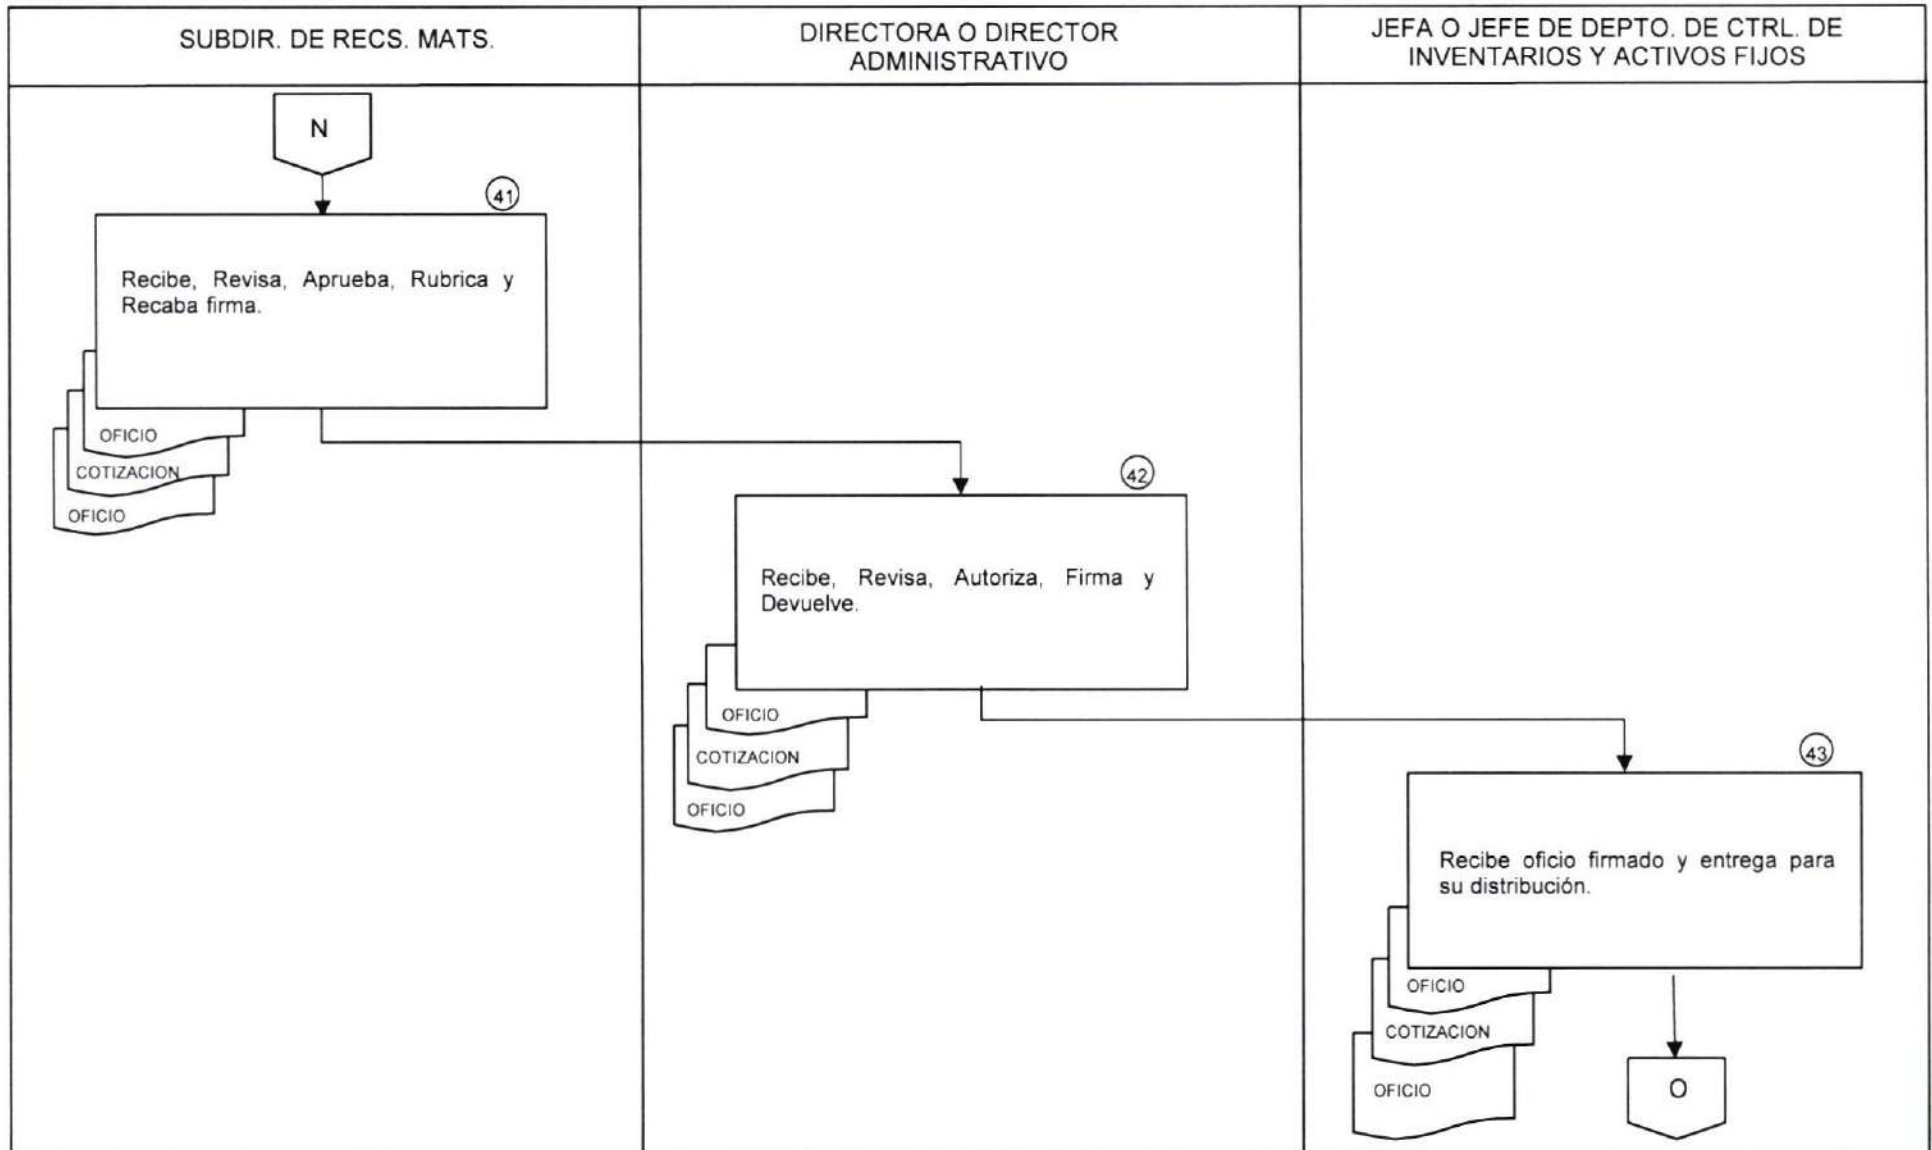 SUBDIR. DE RECS. MATS.
DIRECTORA O DIRECTOR
ADMINISTRATIVO
JEFA O JEFE DE DEPTO. DE CTRL. DE
INVENTARIOS Y ACTIVOS FIJOS
N
41
Recibe, Revisa, Aprueba, Rubrica y
Recaba firma.
OFICIO
COTIZACION
OFICIO
42
Recibe, Revisa, Autoriza, Firma y
Devuelve.
OFICIO
COTIZACION
OFICIO
43
Recibe oficio firmado y entrega para
su distribución.
OFICIO
COTIZACION
OFICIO
O